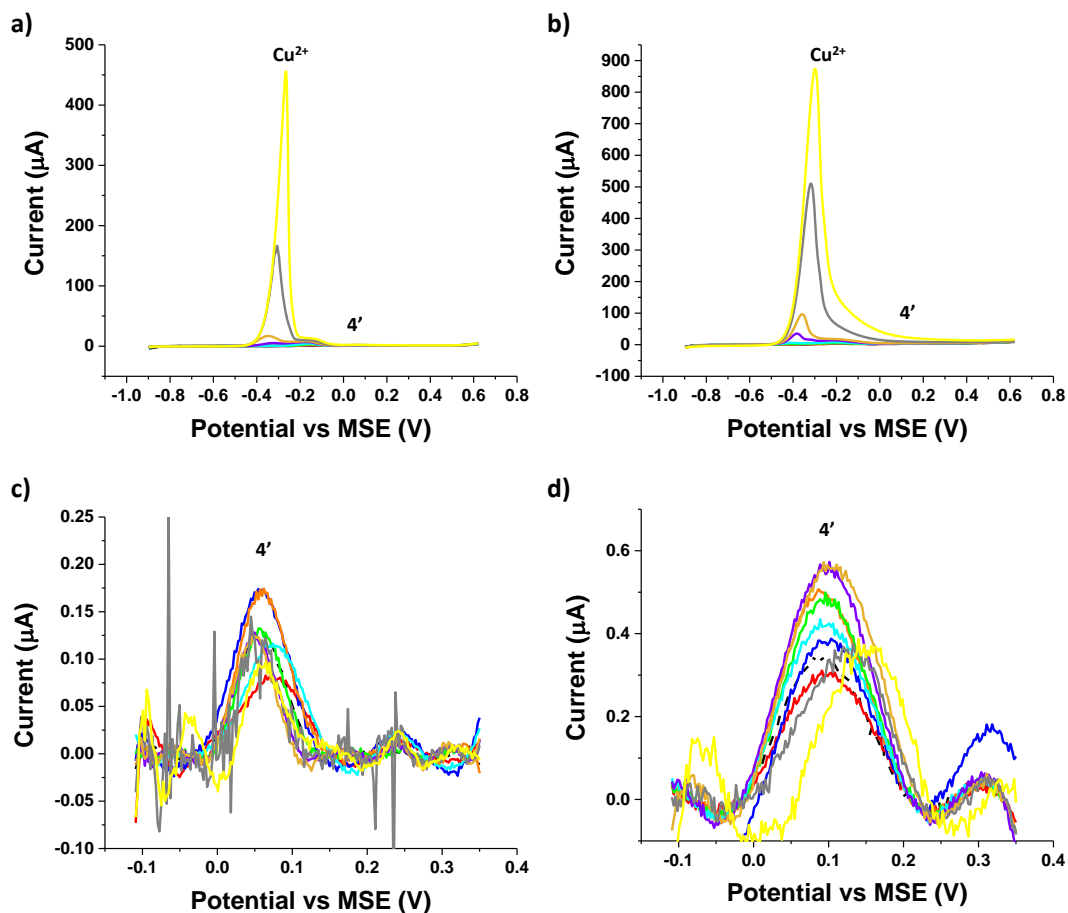 a)
Cu²⁺
4’
500
400
300
200
100
0
-1.0 -0.8 -0.6 -0.4 -0.2 0.0 0.2 0.4 0.6 0.8
Current (µA)
Potential vs MSE (V)
b)
Cu²⁺
4’
900
800
700
600
500
400
300
200
100
0
-100
-1.0 -0.8 -0.6 -0.4 -0.2 0.0 0.2 0.4 0.6 0.8
Current (µA)
Potential vs MSE (V)
c)
4’
0.25
0.20
0.15
0.10
0.05
0.00
-0.05
-0.10
-0.1 0.0 0.1 0.2 0.3 0.4
Current (µA)
Potential vs MSE (V)
d)
4’
0.6
0.4
0.2
0.0
-0.1 0.0 0.1 0.2 0.3 0.4
Current (µA)
Potential vs MSE (V)